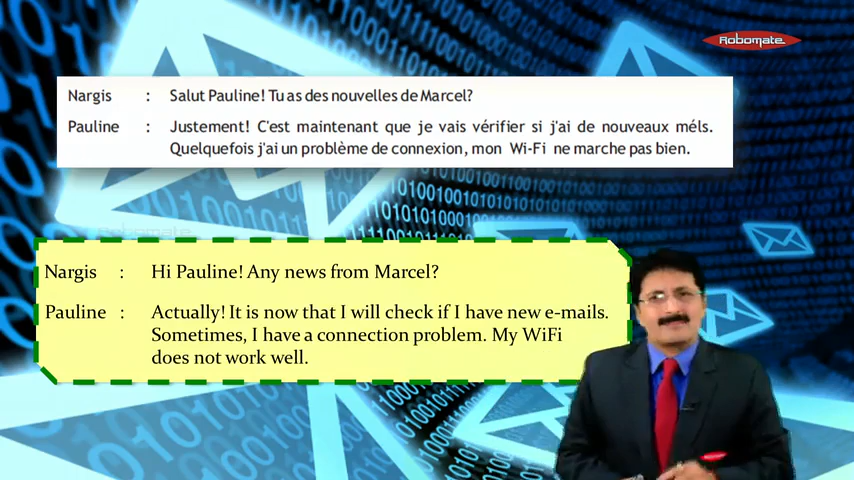 Robomate
Nargis : Salut Pauline! Tu as des nouvelles de Marcel?
Pauline : Justement! C'est maintenant que je vais vérifier si j'ai de nouveaux méls.
Quelquefois j'ai un problème de connexion, mon Wi-Fi ne marche pas bien.
Robomate
Nargis : Hi Pauline! Any news from Marcel?
Pauline : Actually! It is now that I will check if I have new e-mails.
Sometimes, I have a connection problem. My WiFi
does not work well.